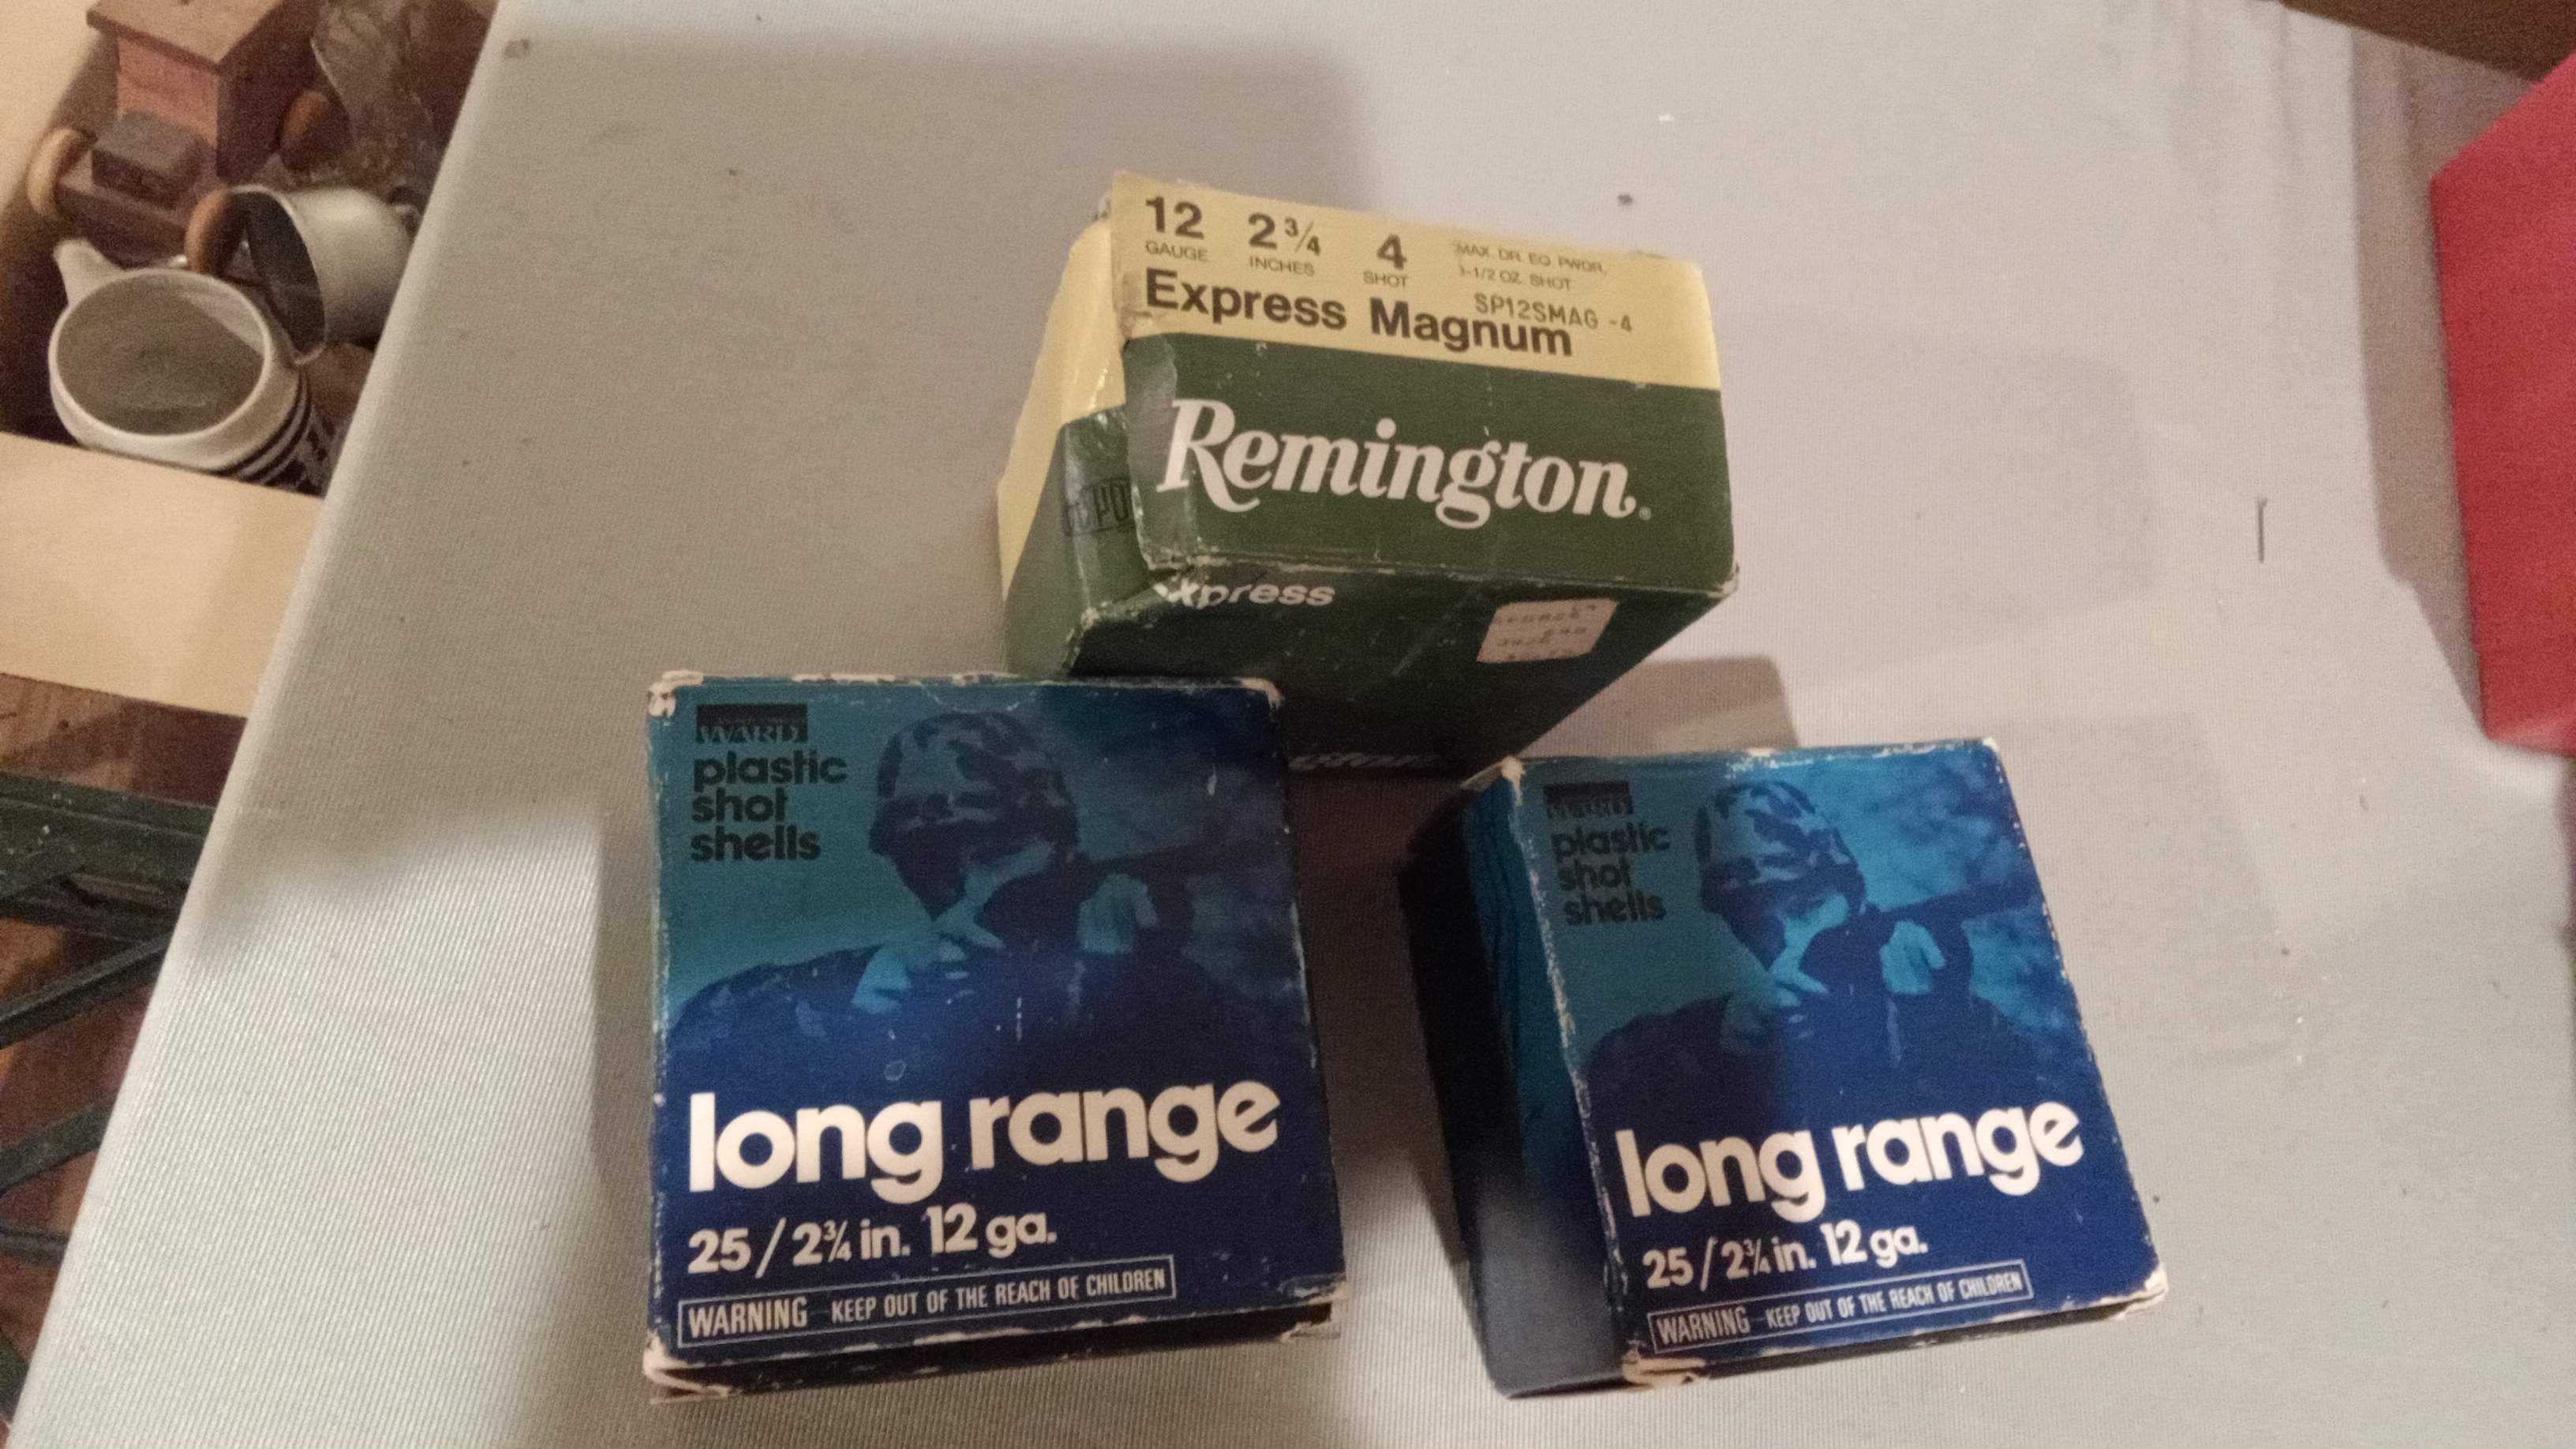 12 2 3/4 4 MAX. DR. EQ. PWDR.
GAUGE INCHES SHOT 1-1/2 OZ. SHOT
SP12SMAG -4
Express Magnum
Remington®
xpress
WARD
plastic
shot
shells
long range
25 / 2¾ in. 12 ga.
WARNING KEEP OUT OF THE REACH OF CHILDREN
plastic
shot
shells
long range
25 / 2¾ in. 12 ga.
WARNING KEEP OUT OF THE REACH OF CHILDREN